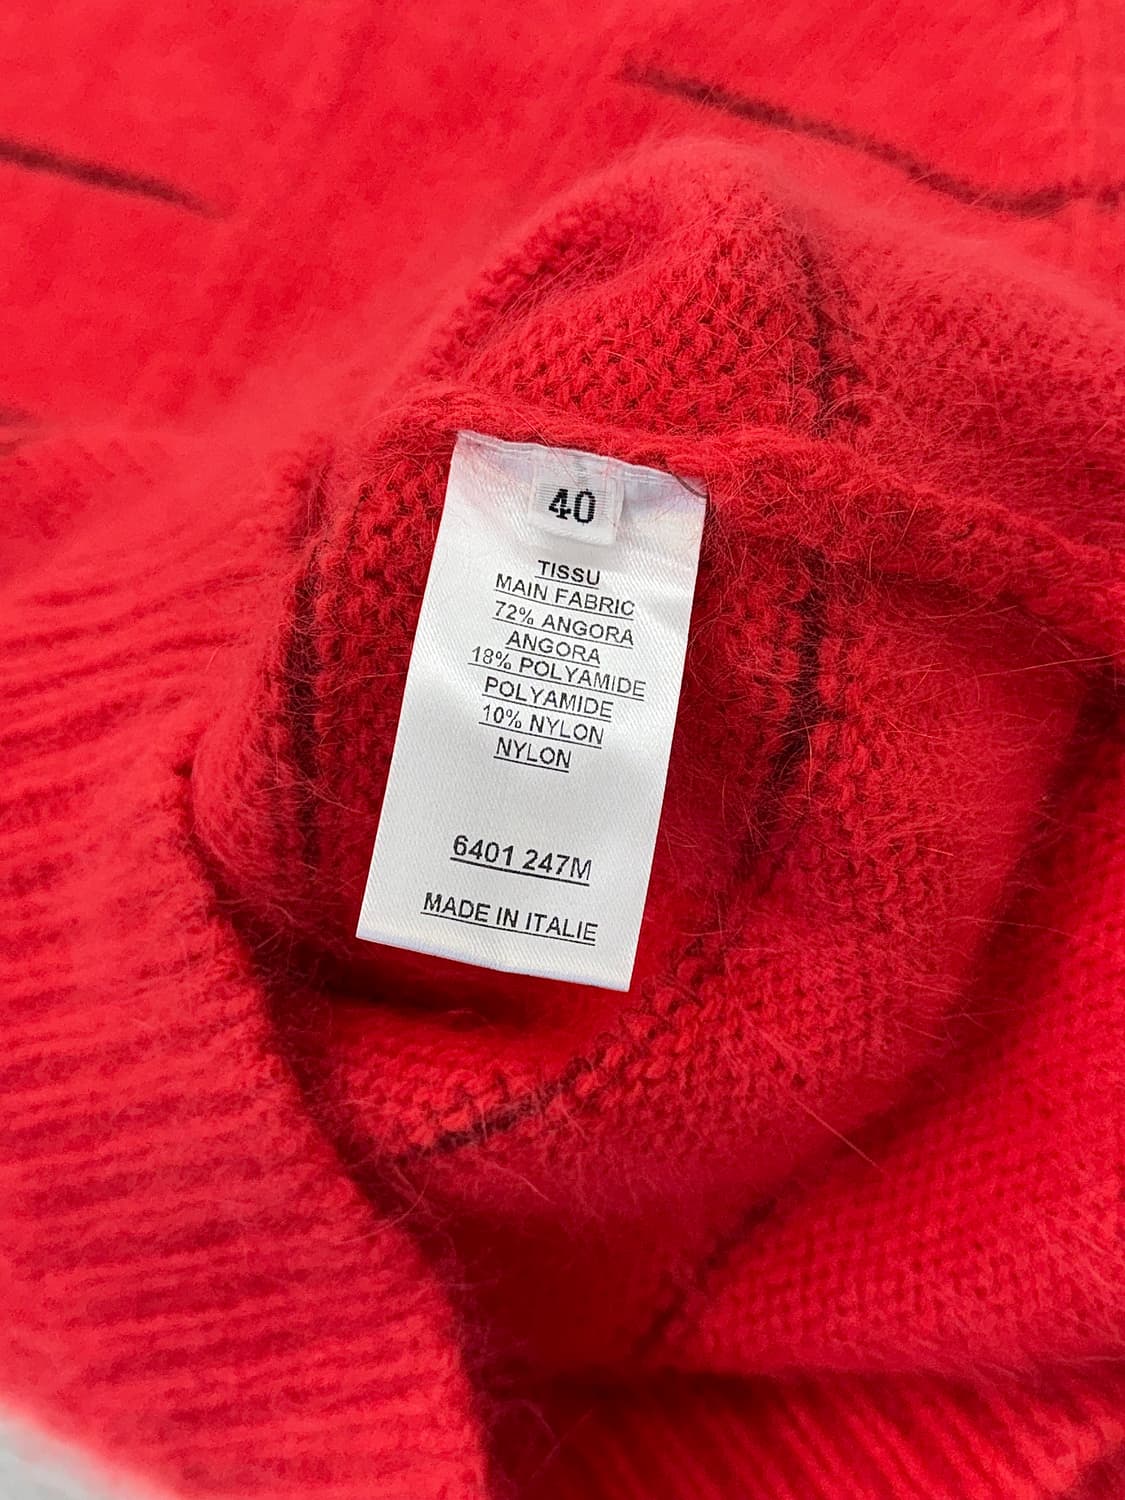 40
TISSU
MAIN FABRIC
72% ANGORA
ANGORA
18% POLYAMIDE
POLYAMIDE
10% NYLON
NYLON
6401 247M
MADE IN ITALIE